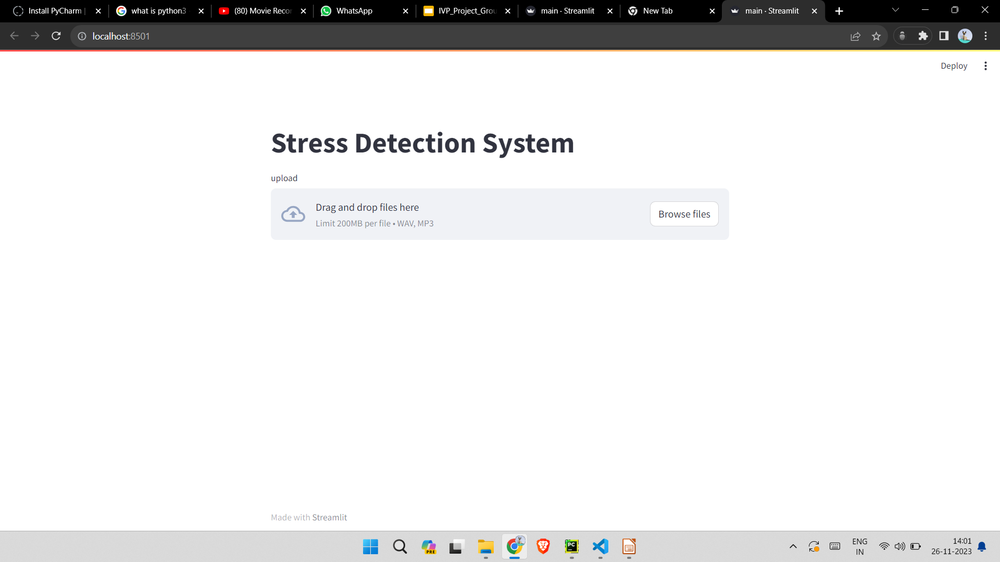 Install PyCharm |
what is python3
(80) Movie Recor
WhatsApp
IVP_Project_Grou
main · Streamlit
New Tab
main · Streamlit
localhost:8501
Deploy
Stress Detection System
upload
Drag and drop files here
Limit 200MB per file • WAV, MP3
Browse files
Made with Streamlit
PRE
PC
ENG
IN
14:01
26-11-2023